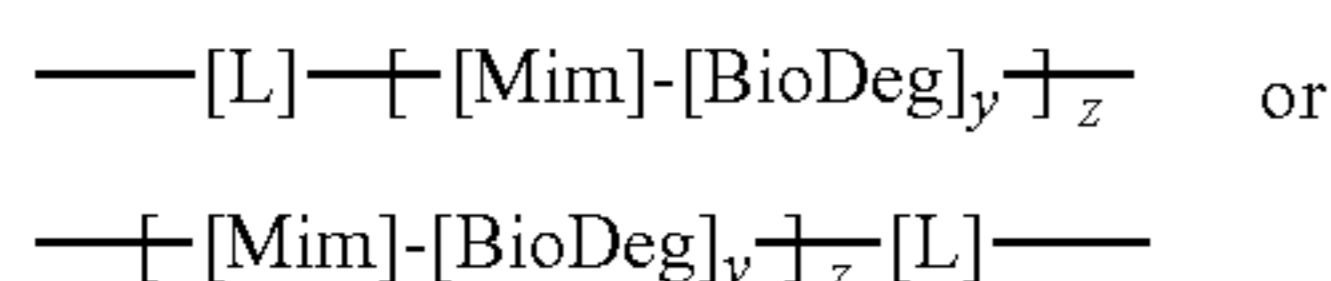 —[L]—[ [Mim]-[BioDeg]y ]z— or
—[ [Mim]-[BioDeg]y ]z—[L]—